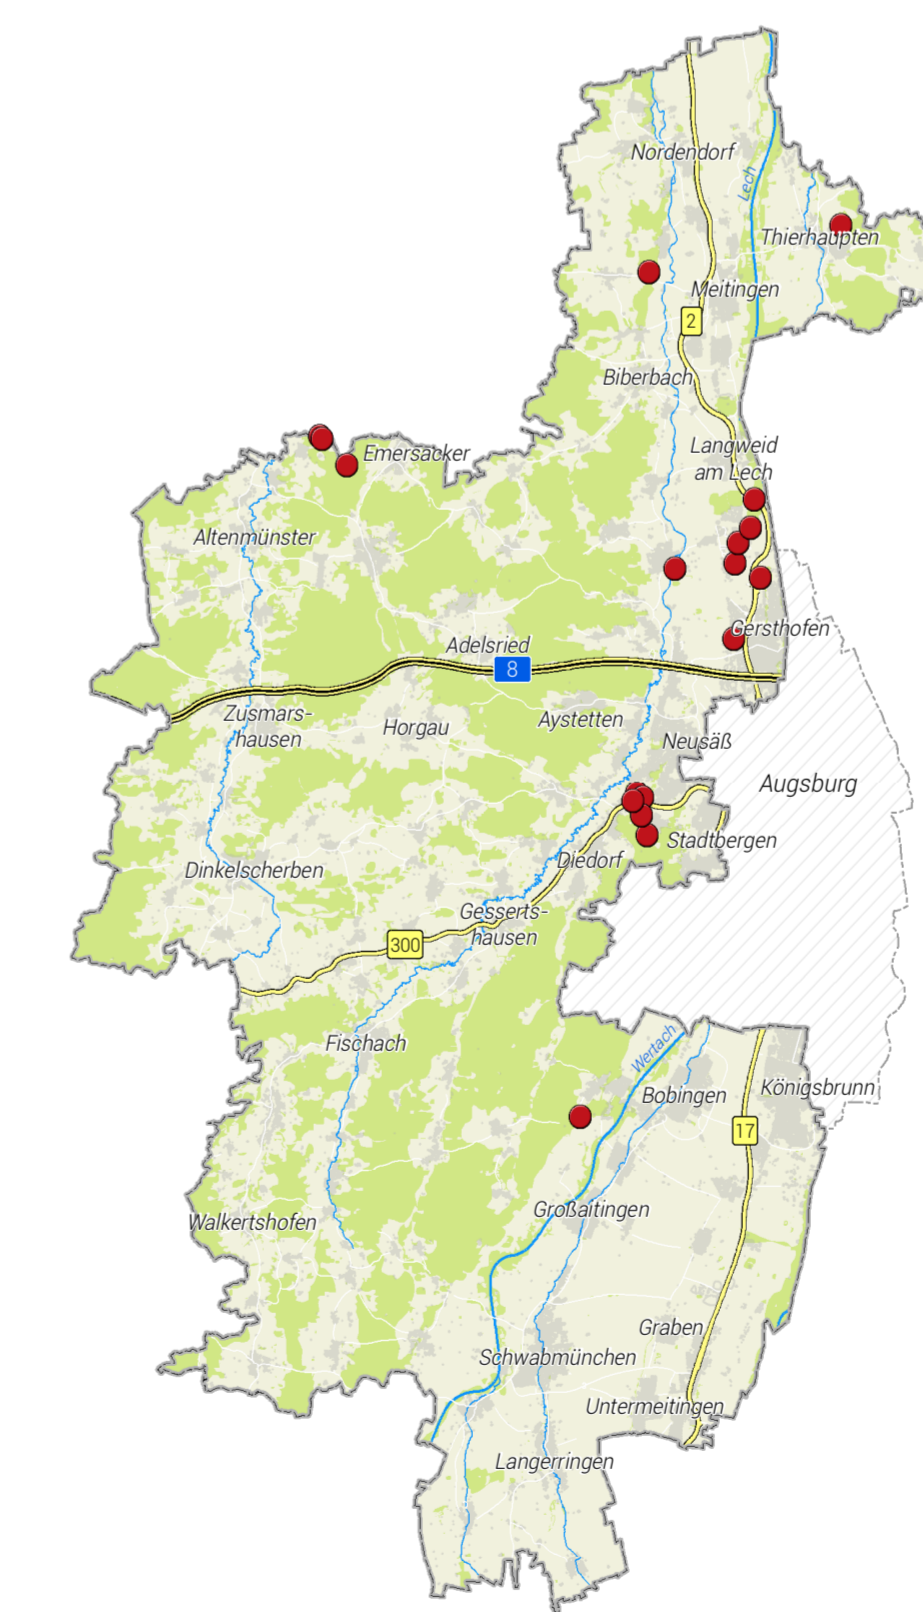 Nordendorf
Lech
Thierhaupten
Meitingen
2
Biberbach
Langweid
am Lech
Emersacker
Altenmünster
Gersthofen
Adelsried
8
Zusmars-
hausen
Horgau
Aystetten
Neusäß
Augsburg
Stadtbergen
Diedorf
Dinkelscherben
Gesserts-
hausen
300
Fischach
Wertach
Bobingen
Königsbrunn
17
Großaitingen
Walkertshofen
Graben
Schwabmünchen
Untermeitingen
Langerringen